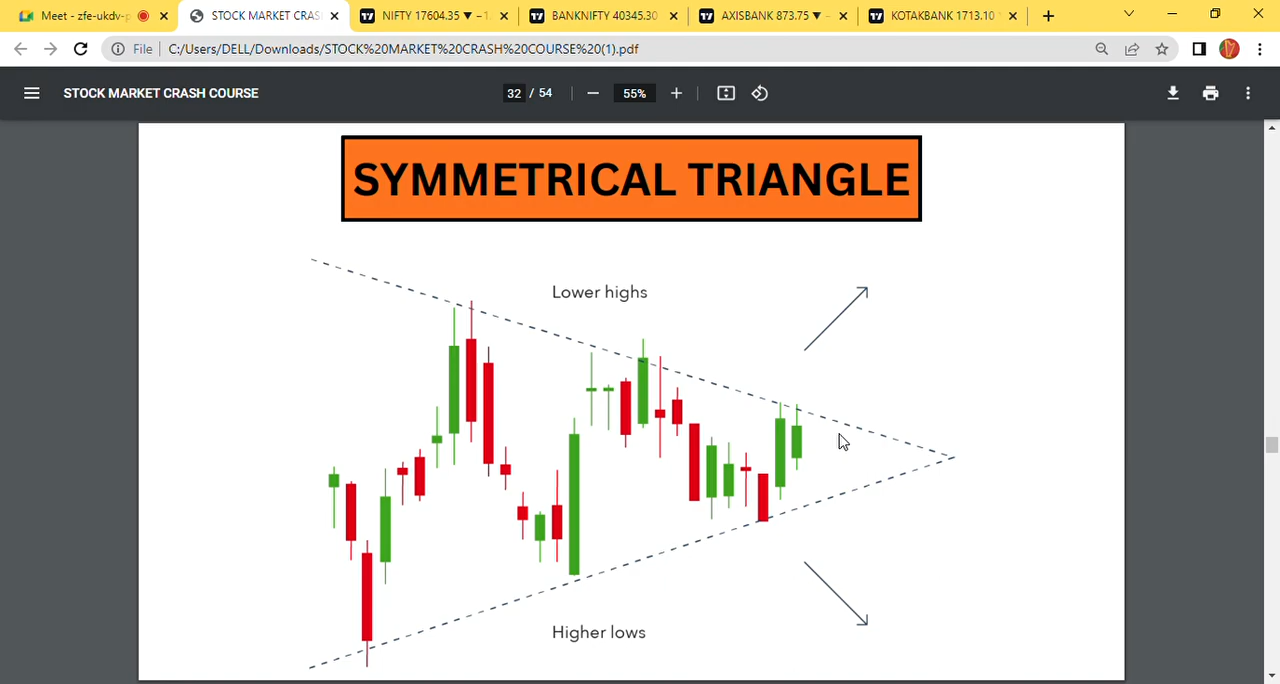 Meet - zfe-ukdv-p
STOCK MARKET CRAS
NIFTY 17604.35 ▼ −1.
BANKNIFTY 40345.30
AXISBANK 873.75 ▼ −
KOTAKBANK 1713.10
File
C:/Users/DELL/Downloads/STOCK%20MARKET%20CRASH%20COURSE%20(1).pdf
STOCK MARKET CRASH COURSE
32 / 54
55%
SYMMETRICAL TRIANGLE
Lower highs
Higher lows